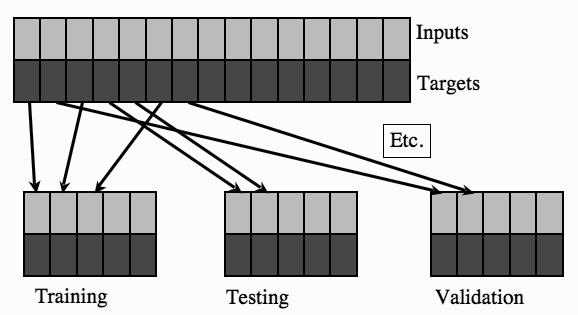 Inputs
Targets
Etc.
Training
Testing
Validation